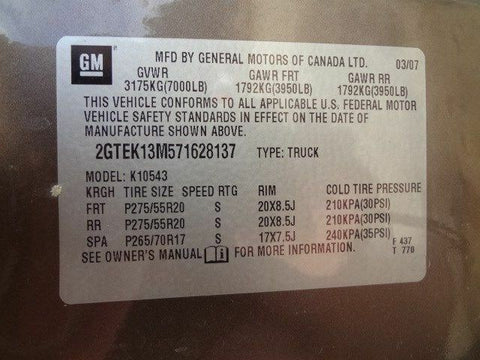 GM
MFD BY GENERAL MOTORS OF CANADA LTD. 03/07
GVWR GAWR FRT GAWR RR
3175KG(7000LB) 1792KG(3950LB) 1792KG(3950LB)
THIS VEHICLE CONFORMS TO ALL APPLICABLE U.S. FEDERAL MOTOR
VEHICLE SAFETY STANDARDS IN EFFECT ON THE DATE OF
MANUFACTURE SHOWN ABOVE.
2GTEK13M571628137 TYPE: TRUCK
MODEL: K10543
KRGH TIRE SIZE SPEED RTG RIM COLD TIRE PRESSURE
FRT P275/55R20 S 20X8.5J 210KPA(30PSI)
RR P275/55R20 S 20X8.5J 210KPA(30PSI)
SPA P265/70R17 S 17X7.5J 240KPA(35PSI)
SEE OWNER'S MANUAL FOR MORE INFORMATION. F 437
T 776